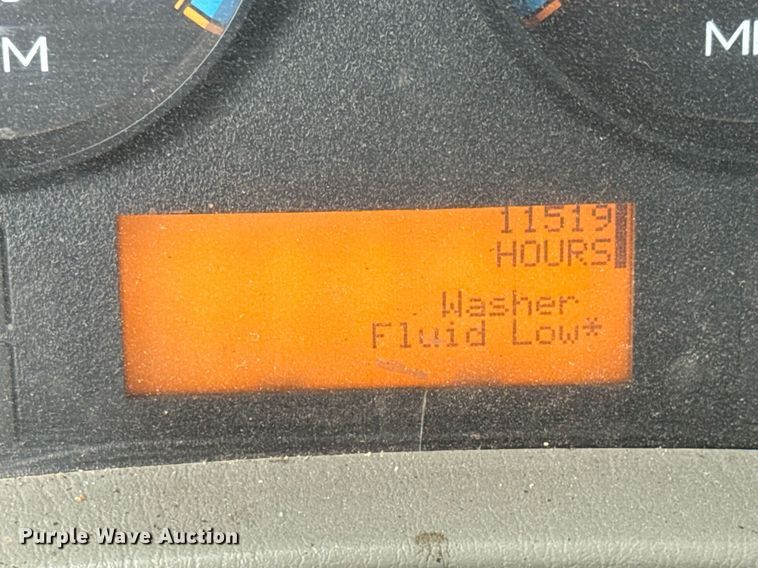 M
11519
HOURS
Washer
Fluid Low*
Purple Wave Auction